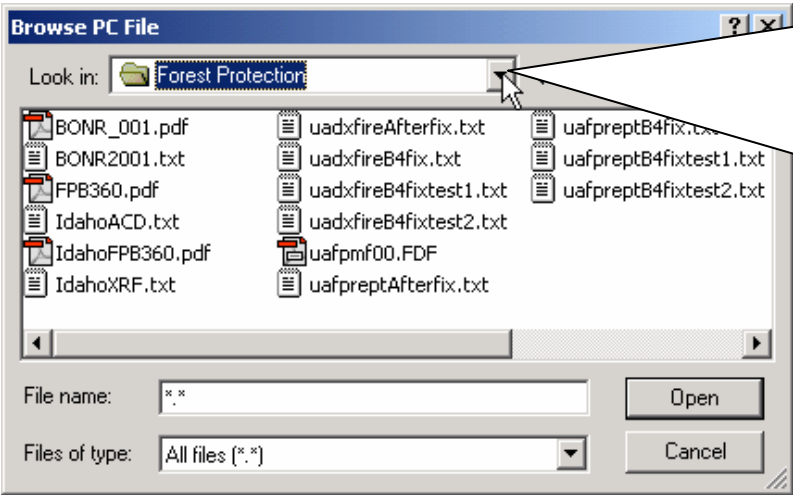 Browse PC File
Look in: Forest Protection
BONR_001.pdf
BONR2001.txt
FPB360.pdf
IdahoACD.txt
IdahoFPB360.pdf
IdahoXRF.txt
uadxfireAfterfix.txt
uadxfireB4fix.txt
uadxfireB4fixtest1.txt
uadxfireB4fixtest2.txt
uafpmf00.FDF
uafpreptAfterfix.txt
uafpreptB4fix.txt
uafpreptB4fixtest1.txt
uafpreptB4fixtest2.txt
File name: *.*
Open
Files of type: All files (*.*)
Cancel